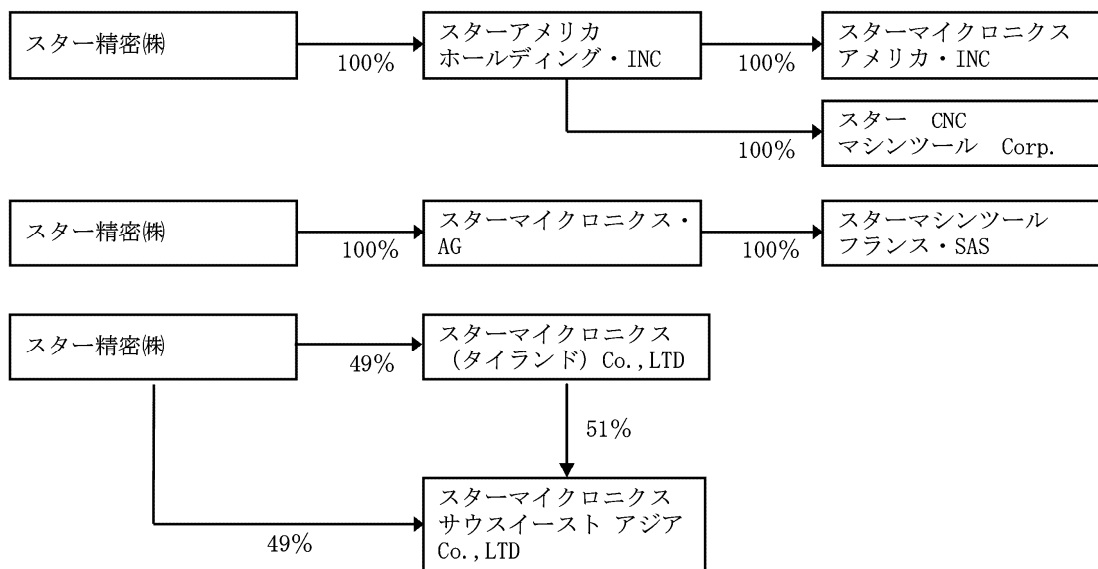 スター精密㈱
100%
スターアメリカ
ホールディング・INC
100%
スターマイクロニクス
アメリカ・INC
100%
スター　CNC
マシンツール　Corp.
スター精密㈱
100%
スターマイクロニクス・
AG
100%
スターマシンツール
フランス・SAS
スター精密㈱
49%
スターマイクロニクス
（タイランド）Co.,LTD
51%
49%
スターマイクロニクス
サウスイースト アジア
Co.,LTD